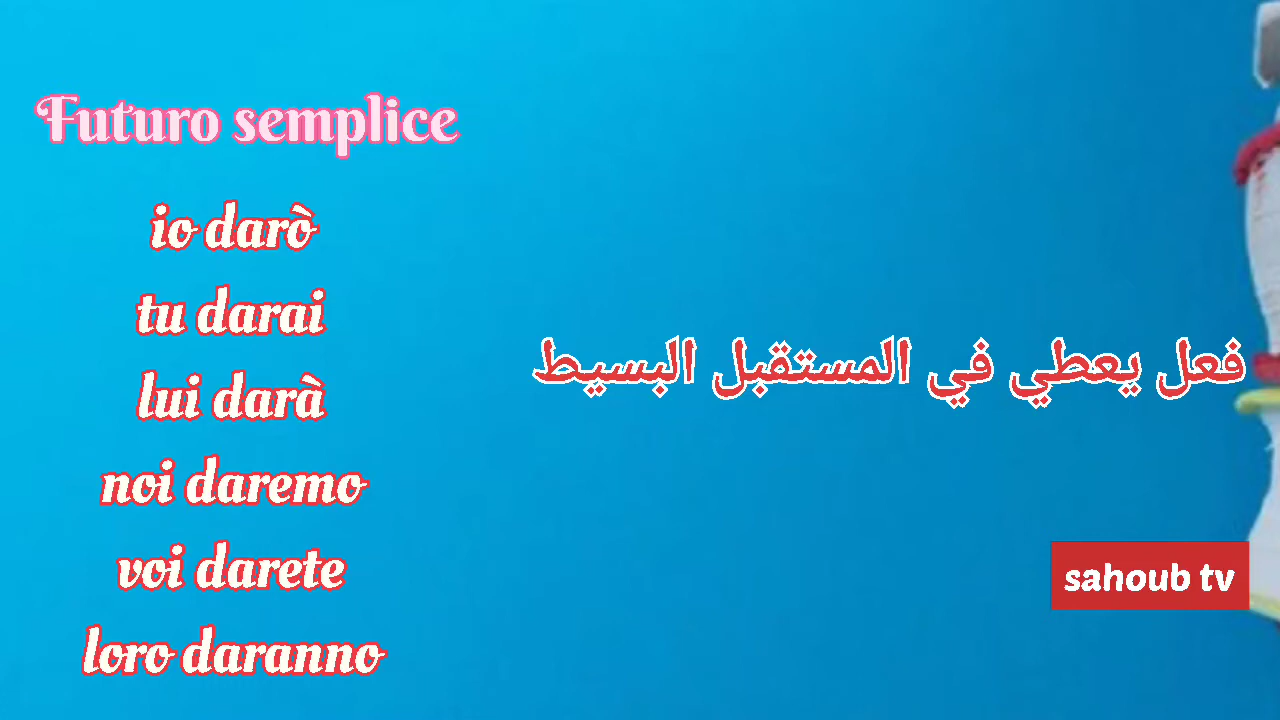 Futuro semplice
io darò
tu darai
lui darà
noi daremo
voi darete
loro daranno
فعل يعطي في المستقبل البسيط
sahoub tv